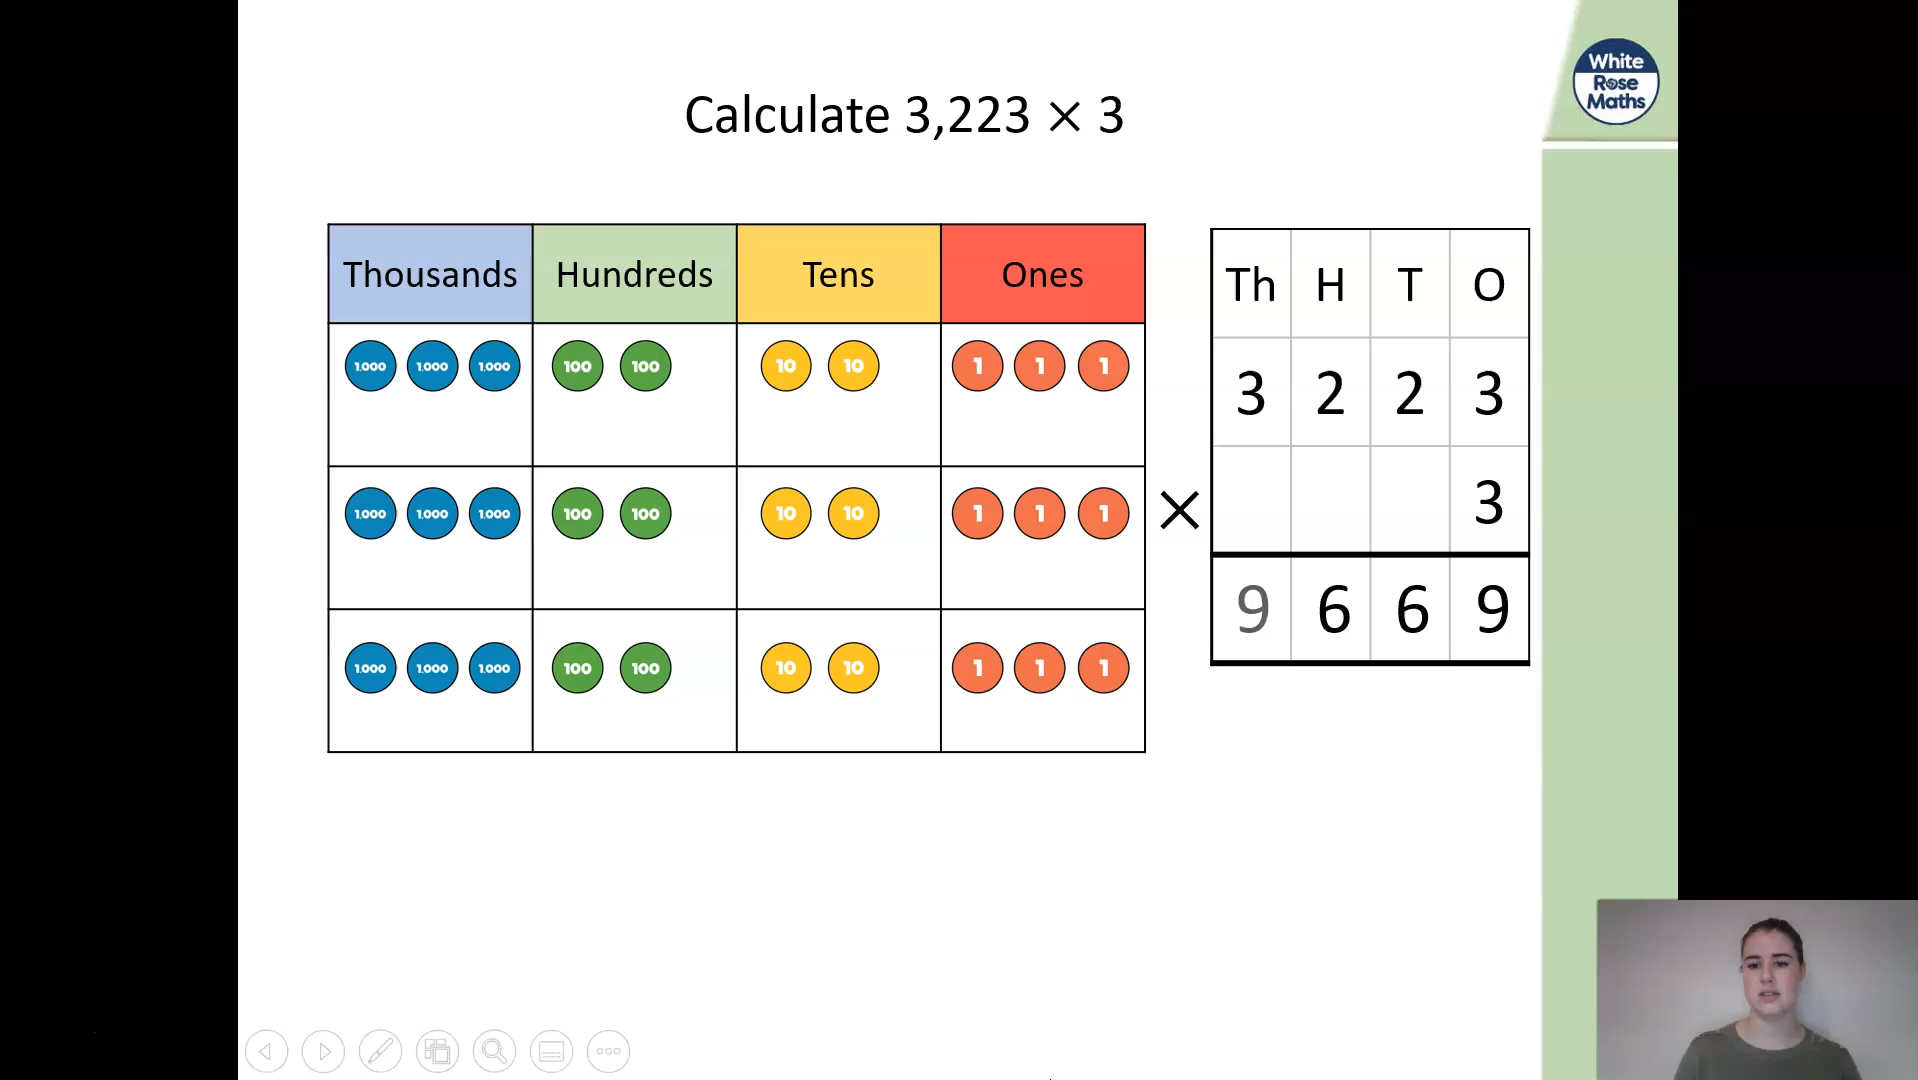 Calculate 3,223 × 3
White
Rose
Maths
Thousands Hundreds Tens Ones
1,000 1,000 1,000 100 100 10 10 1 1 1
1,000 1,000 1,000 100 100 10 10 1 1 1
1,000 1,000 1,000 100 100 10 10 1 1 1
Th H T O
3 2 2 3
× 3
9 6 6 9